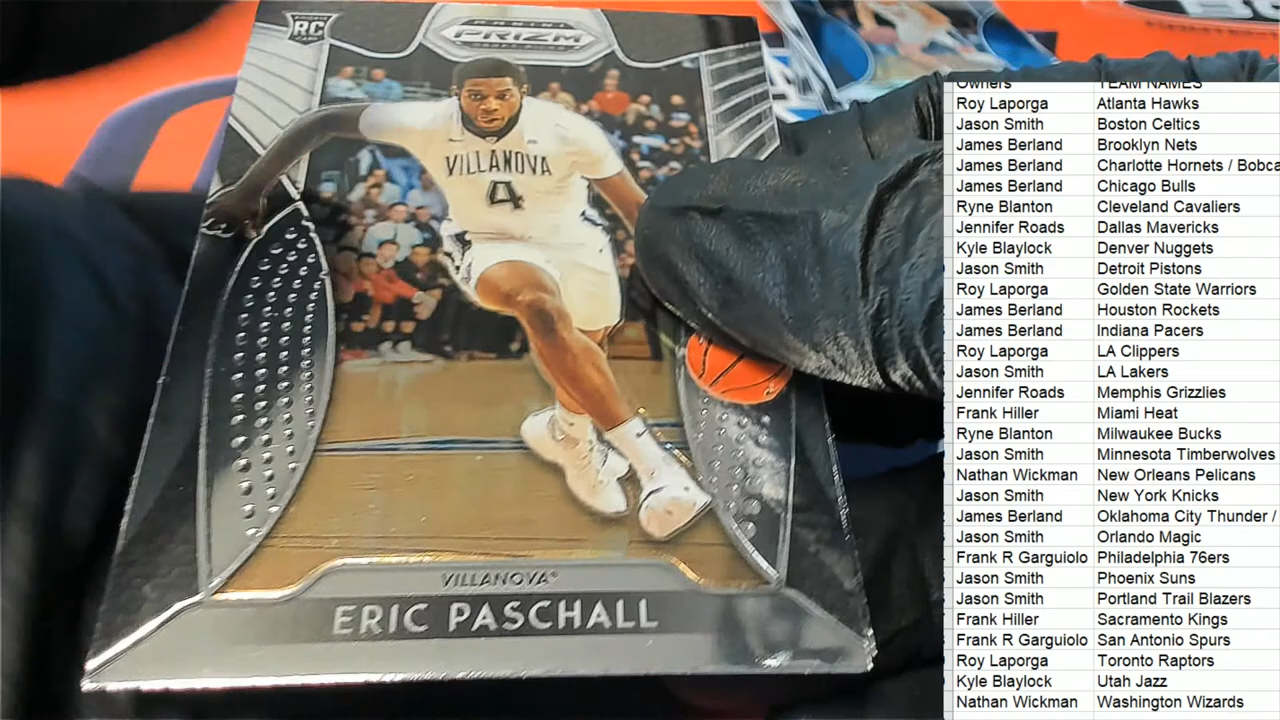 RC
PANINI
PRIZM
DRAFT PICKS
VILLANOVA
4
VILLANOVA
ERIC PASCHALL
Owners TEAM NAMES
Roy Laporga Atlanta Hawks
Jason Smith Boston Celtics
James Berland Brooklyn Nets
James Berland Charlotte Hornets / Bobca
James Berland Chicago Bulls
Ryne Blanton Cleveland Cavaliers
Jennifer Roads Dallas Mavericks
Kyle Blaylock Denver Nuggets
Jason Smith Detroit Pistons
Roy Laporga Golden State Warriors
James Berland Houston Rockets
James Berland Indiana Pacers
Roy Laporga LA Clippers
Jason Smith LA Lakers
Jennifer Roads Memphis Grizzlies
Frank Hiller Miami Heat
Ryne Blanton Milwaukee Bucks
Jason Smith Minnesota Timberwolves
Nathan Wickman New Orleans Pelicans
Jason Smith New York Knicks
James Berland Oklahoma City Thunder /
Jason Smith Orlando Magic
Frank R Garguiolo Philadelphia 76ers
Jason Smith Phoenix Suns
Jason Smith Portland Trail Blazers
Frank Hiller Sacramento Kings
Frank R Garguiolo San Antonio Spurs
Roy Laporga Toronto Raptors
Kyle Blaylock Utah Jazz
Nathan Wickman Washington Wizards